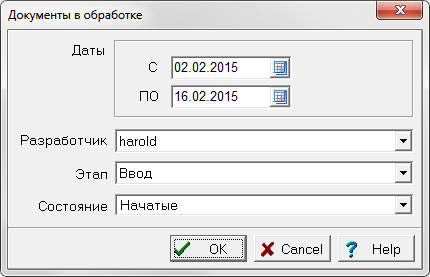 Документы в обработке
Даты
С 02.02.2015
ПО 16.02.2015
Разработчик harold
Этап Ввод
Состояние Начатые
OK Cancel Help